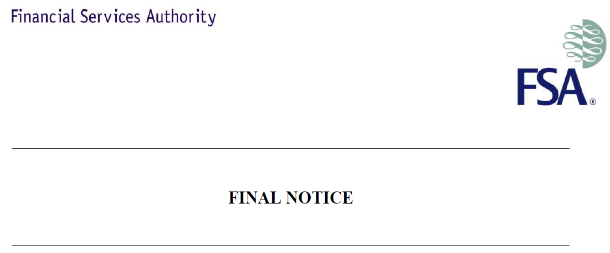 Financial Services Authority
FSA®
FINAL NOTICE